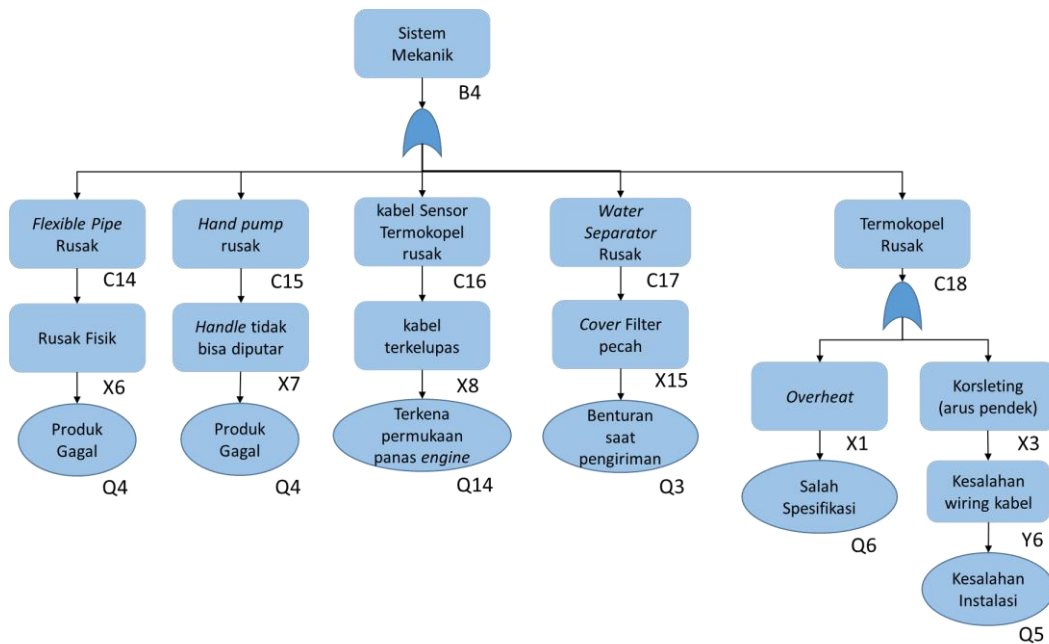 Sistem
Mekanik
B4
Flexible Pipe
Rusak
C14
Hand pump
rusak
C15
kabel Sensor
Termokopel
rusak
C16
Water
Separator
Rusak
C17
Termokopel
Rusak
C18
Rusak Fisik
X6
Handle tidak
bisa diputar
X7
kabel
terkelupas
X8
Cover Filter
pecah
X15
Overheat
X1
Korsleting
(arus pendek)
X3
Produk
Gagal
Q4
Produk
Gagal
Q4
Terkena
permukaan
panas engine
Q14
Benturan
saat
pengiriman
Q3
Salah
Spesifikasi
Q6
Kesalahan
wiring kabel
Y6
Kesalahan
Instalasi
Q5